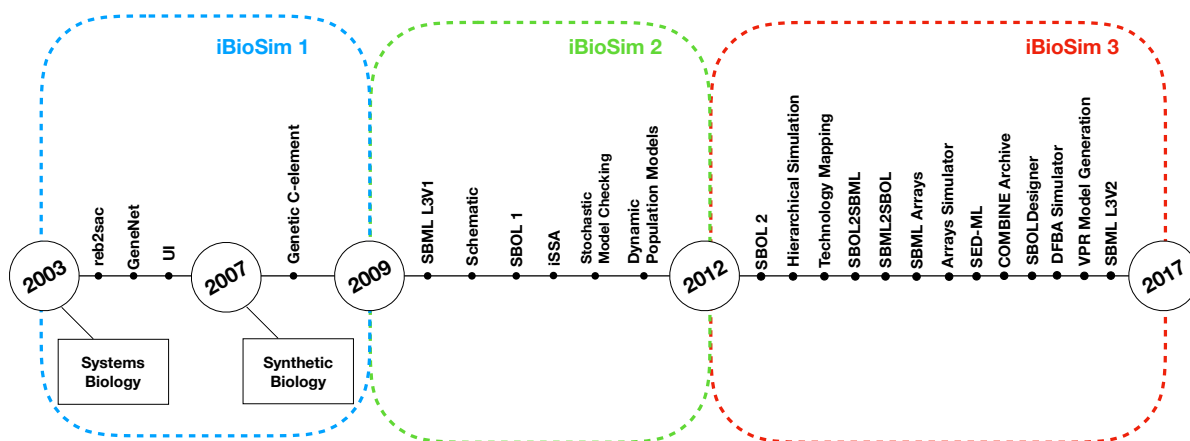 iBioSim 1
iBioSim 2
iBioSim 3
2003
reb2sac
GeneNet
UI
2007
Genetic C-element
2009
SBML L3V1
Schematic
SBOL 1
iSSA
Stochastic
Model Checking
Dynamic
Population Models
2012
SBOL 2
Hierarchical Simulation
Technology Mapping
SBOL2SBML
SBML2SBOL
SBML Arrays
Arrays Simulator
SED-ML
COMBINE Archive
SBOLDesigner
DFBA Simulator
VPR Model Generation
SBML L3V2
2017
Systems
Biology
Synthetic
Biology